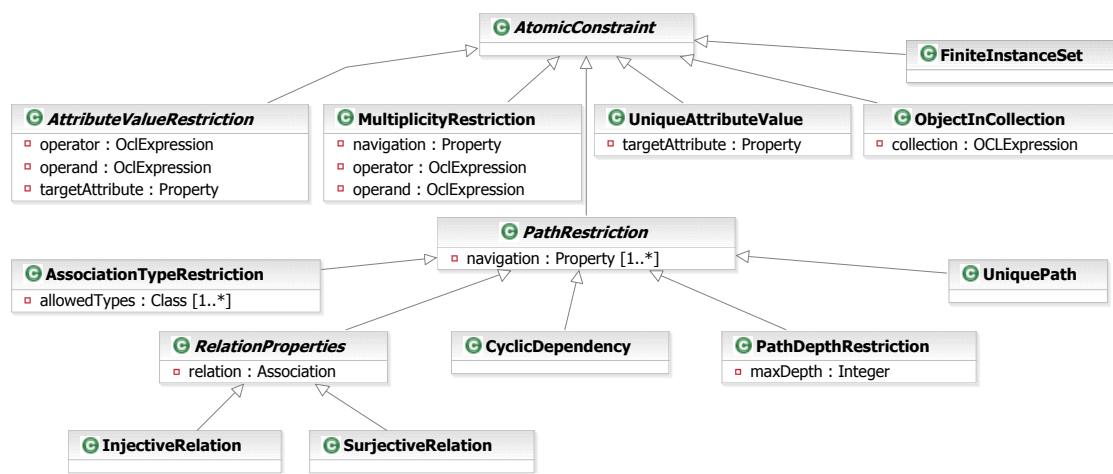 C AtomicConstraint
C FiniteInstanceSet
C AttributeValueRestriction
operator : OclExpression
operand : OclExpression
targetAttribute : Property
C MultiplicityRestriction
navigation : Property
operator : OclExpression
operand : OclExpression
C UniqueAttributeValue
targetAttribute : Property
C ObjectInCollection
collection : OCLExpression
C PathRestriction
navigation : Property [1..*]
C AssociationTypeRestriction
allowedTypes : Class [1..*]
C UniquePath
C RelationProperties
relation : Association
C CyclicDependency
C PathDepthRestriction
maxDepth : Integer
C InjectiveRelation
C SurjectiveRelation